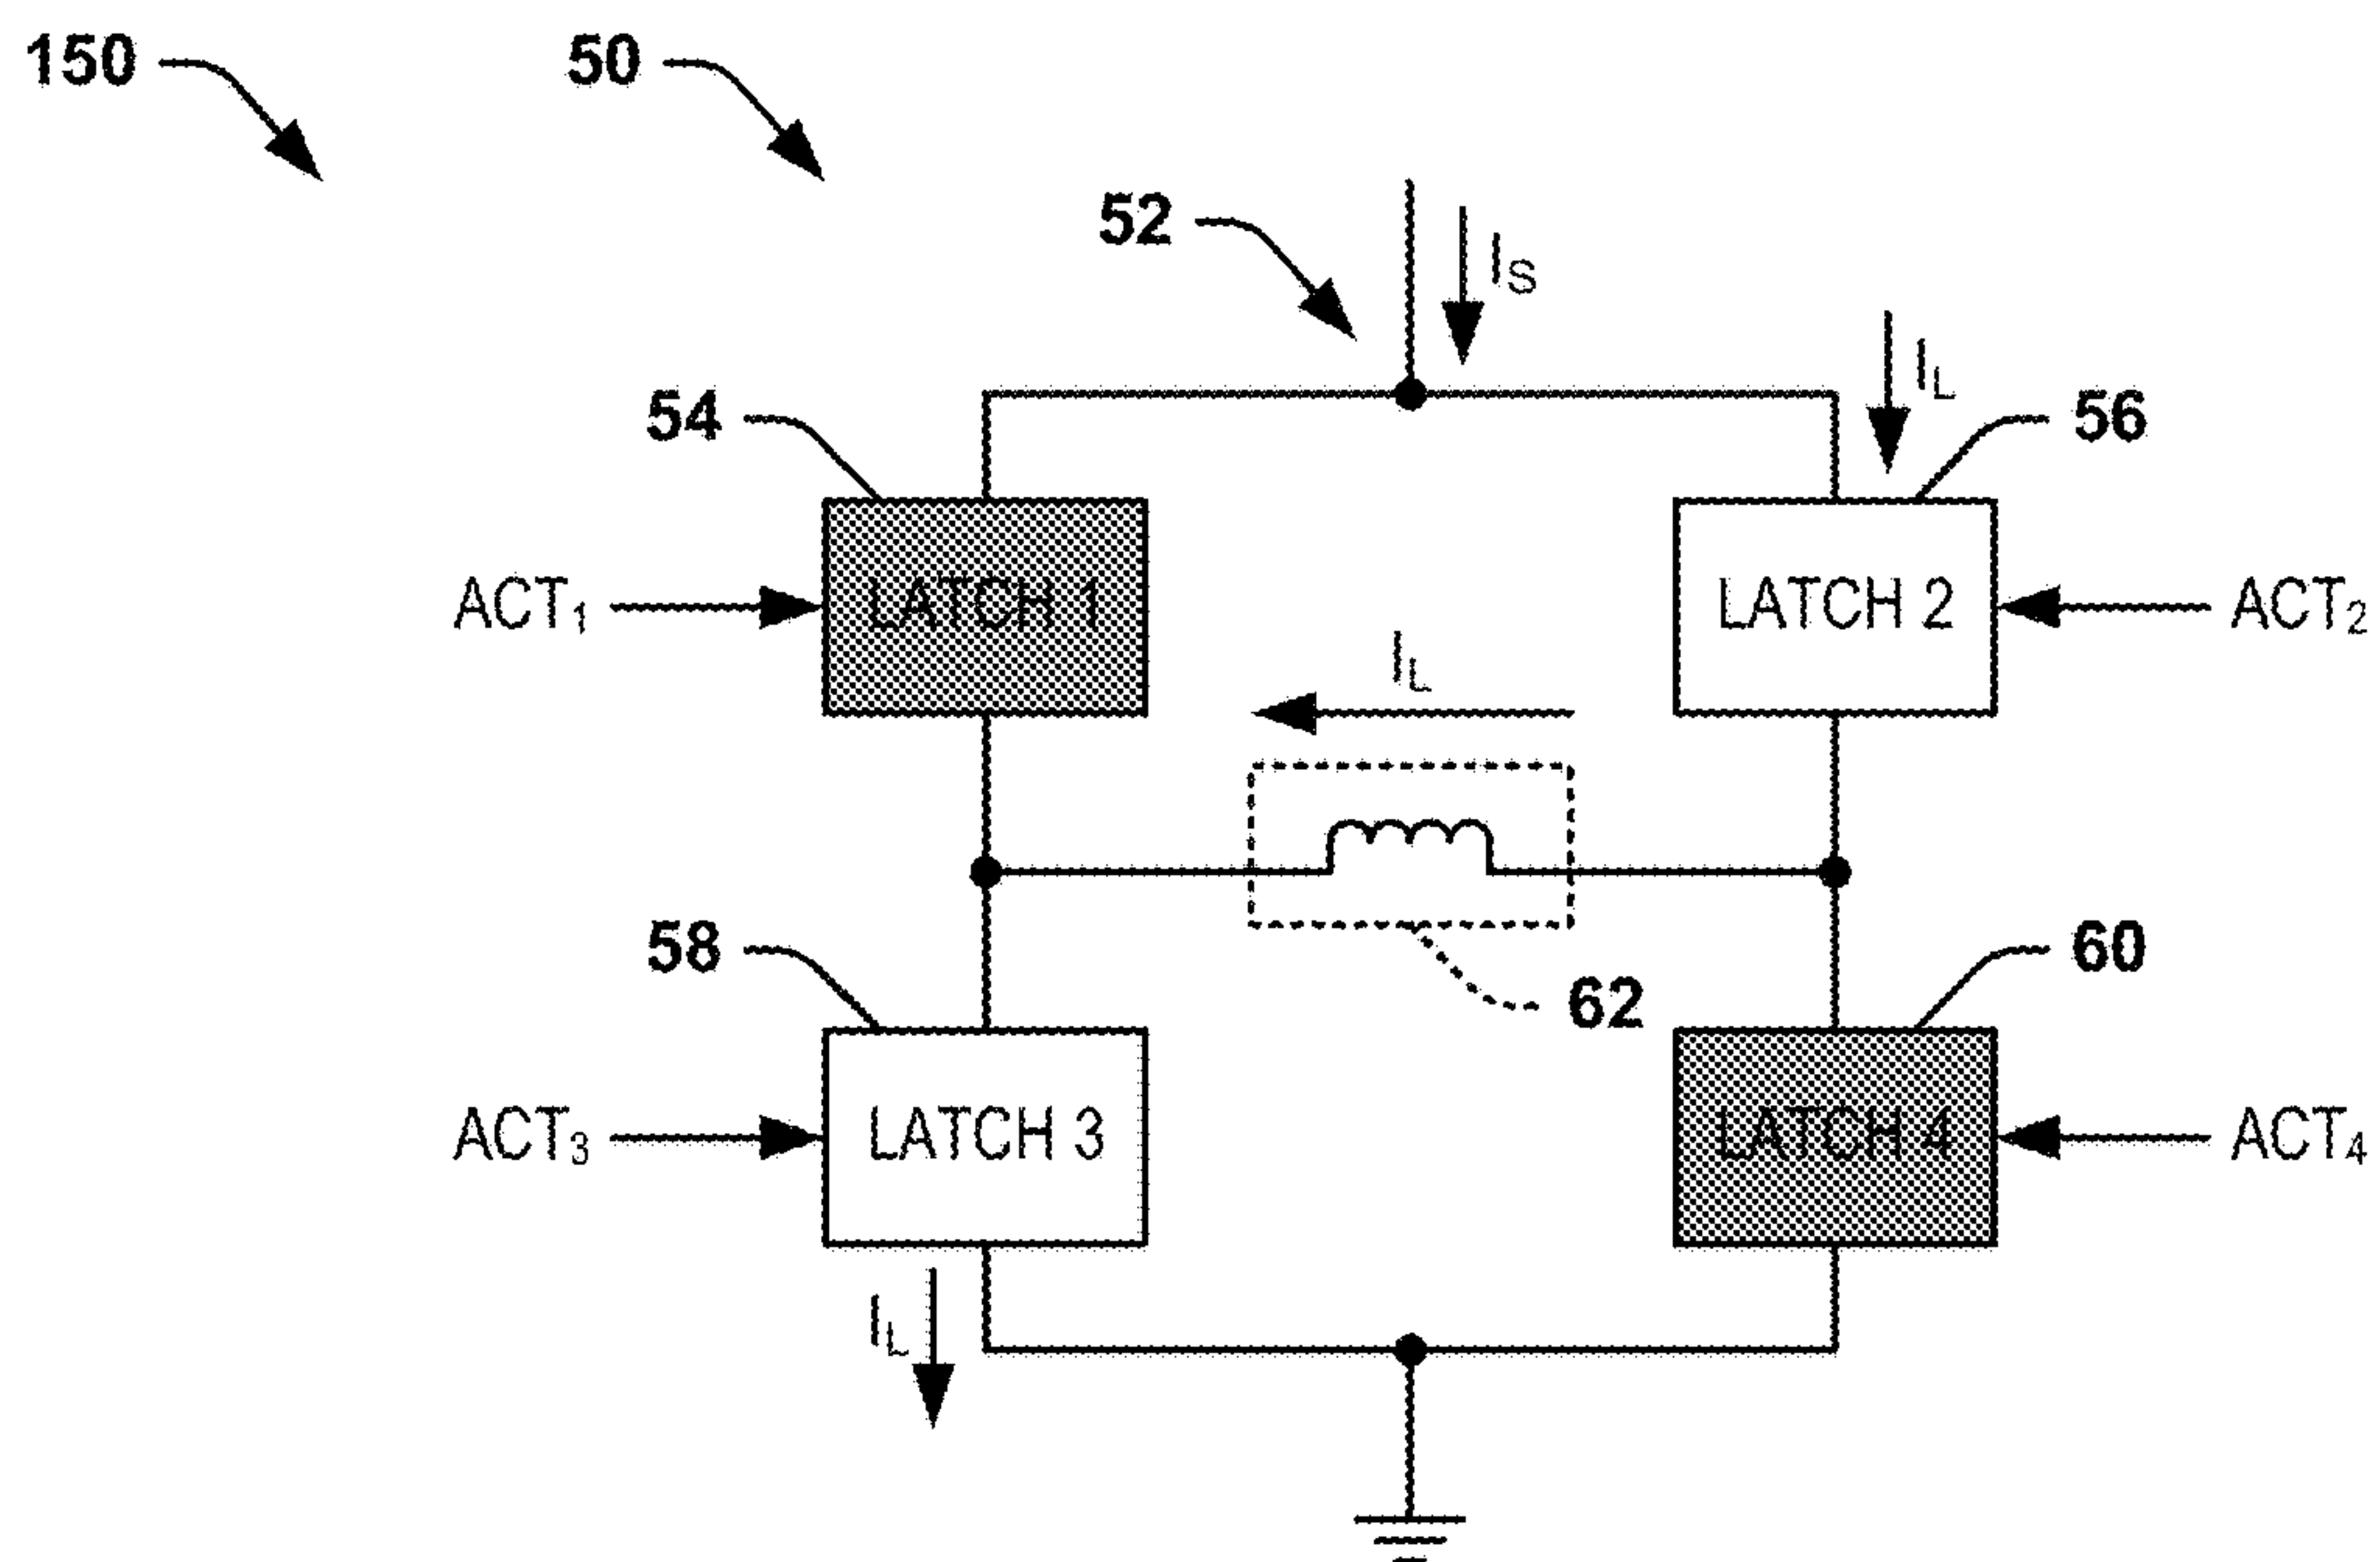 150
50
52
I_S
I_L
54
56
LATCH 1
LATCH 2
ACT₁
ACT₂
I_L
58
60
62
LATCH 3
LATCH 4
ACT₃
ACT₄
I_L